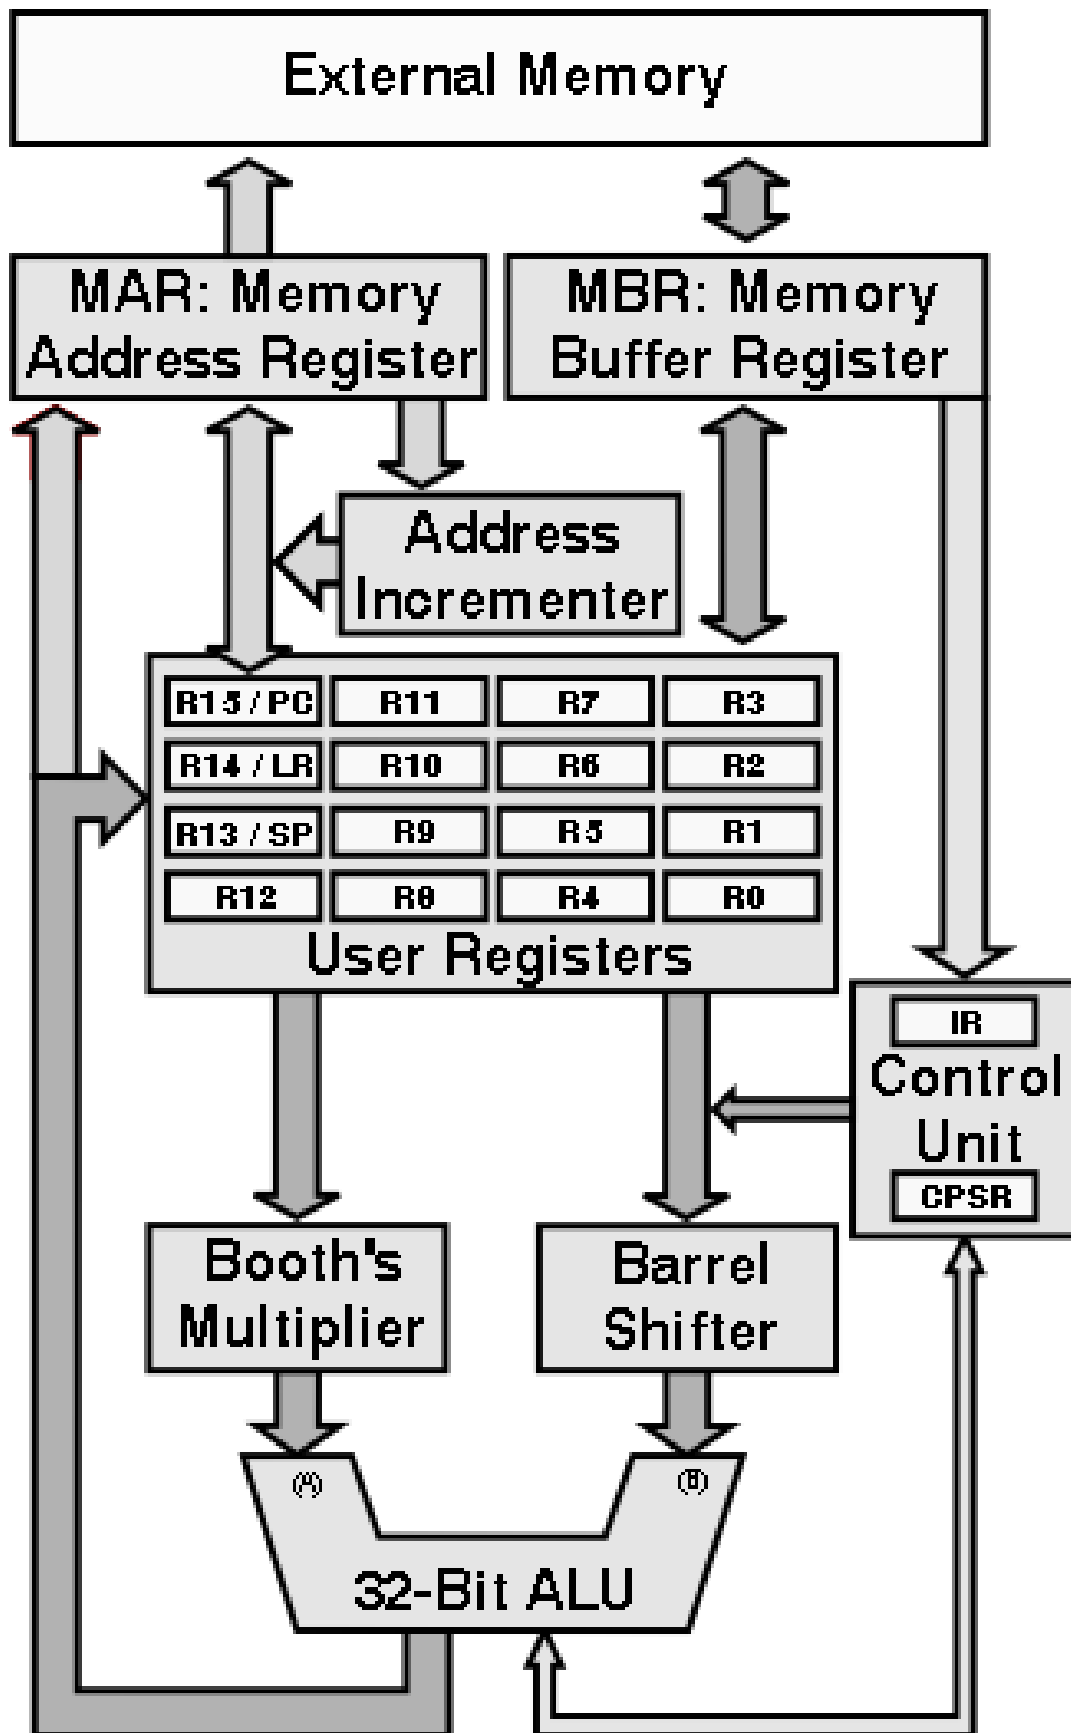 External Memory
MAR: Memory
Address Register
MBR: Memory
Buffer Register
Address
Incrementer
R15 / PC
R11
R7
R3
R14 / LR
R10
R6
R2
R13 / SP
R9
R5
R1
R12
R8
R4
R0
User Registers
IR
Control
Unit
CPSR
Booth's
Multiplier
Barrel
Shifter
(A)
(B)
32-Bit ALU